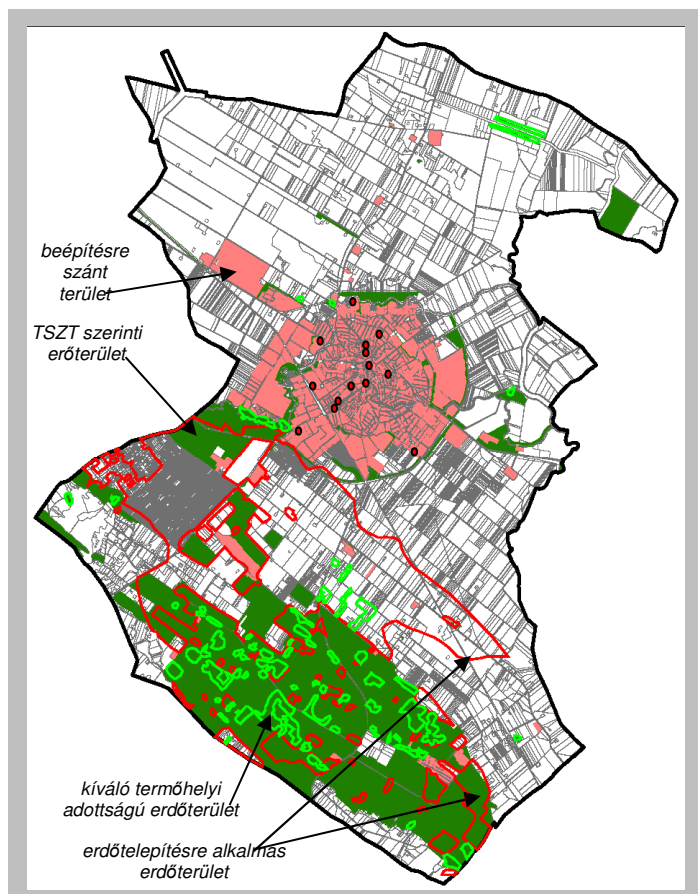 beépítésre
szánt
terület
TSZT szerinti
erőterület
kíváló termőhelyi
adottságú erdőterület
erdőtelepítésre alkalmas
erdőterület